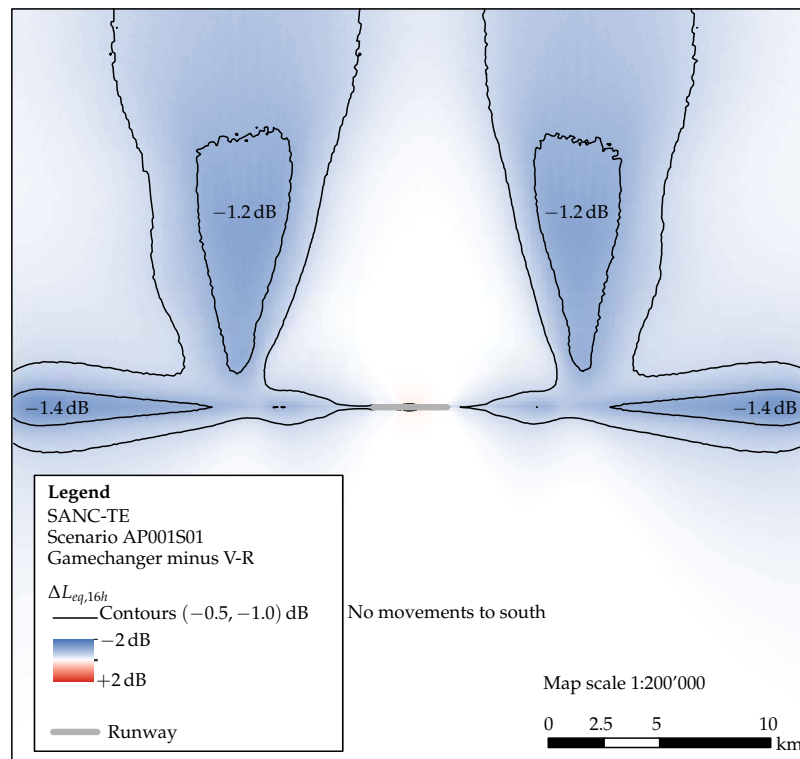 −1.2 dB
−1.2 dB
−1.4 dB
−1.4 dB
Legend
SANC-TE
Scenario AP001S01
Gamechanger minus V-R
ΔLeq,16h
Contours (−0.5, −1.0) dB
−2 dB
+2 dB
Runway
No movements to south
Map scale 1:200'000
0 2.5 5 10
km